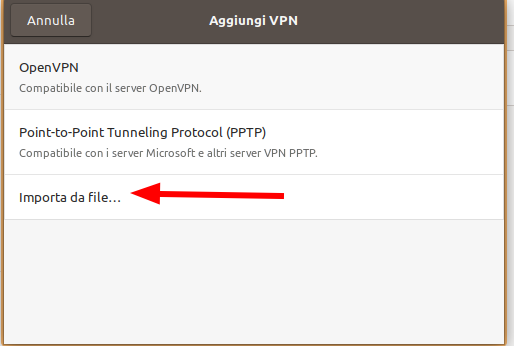 Annulla
Aggiungi VPN
OpenVPN
Compatibile con il server OpenVPN.
Point-to-Point Tunneling Protocol (PPTP)
Compatibile con i server Microsoft e altri server VPN PPTP.
Importa da file…